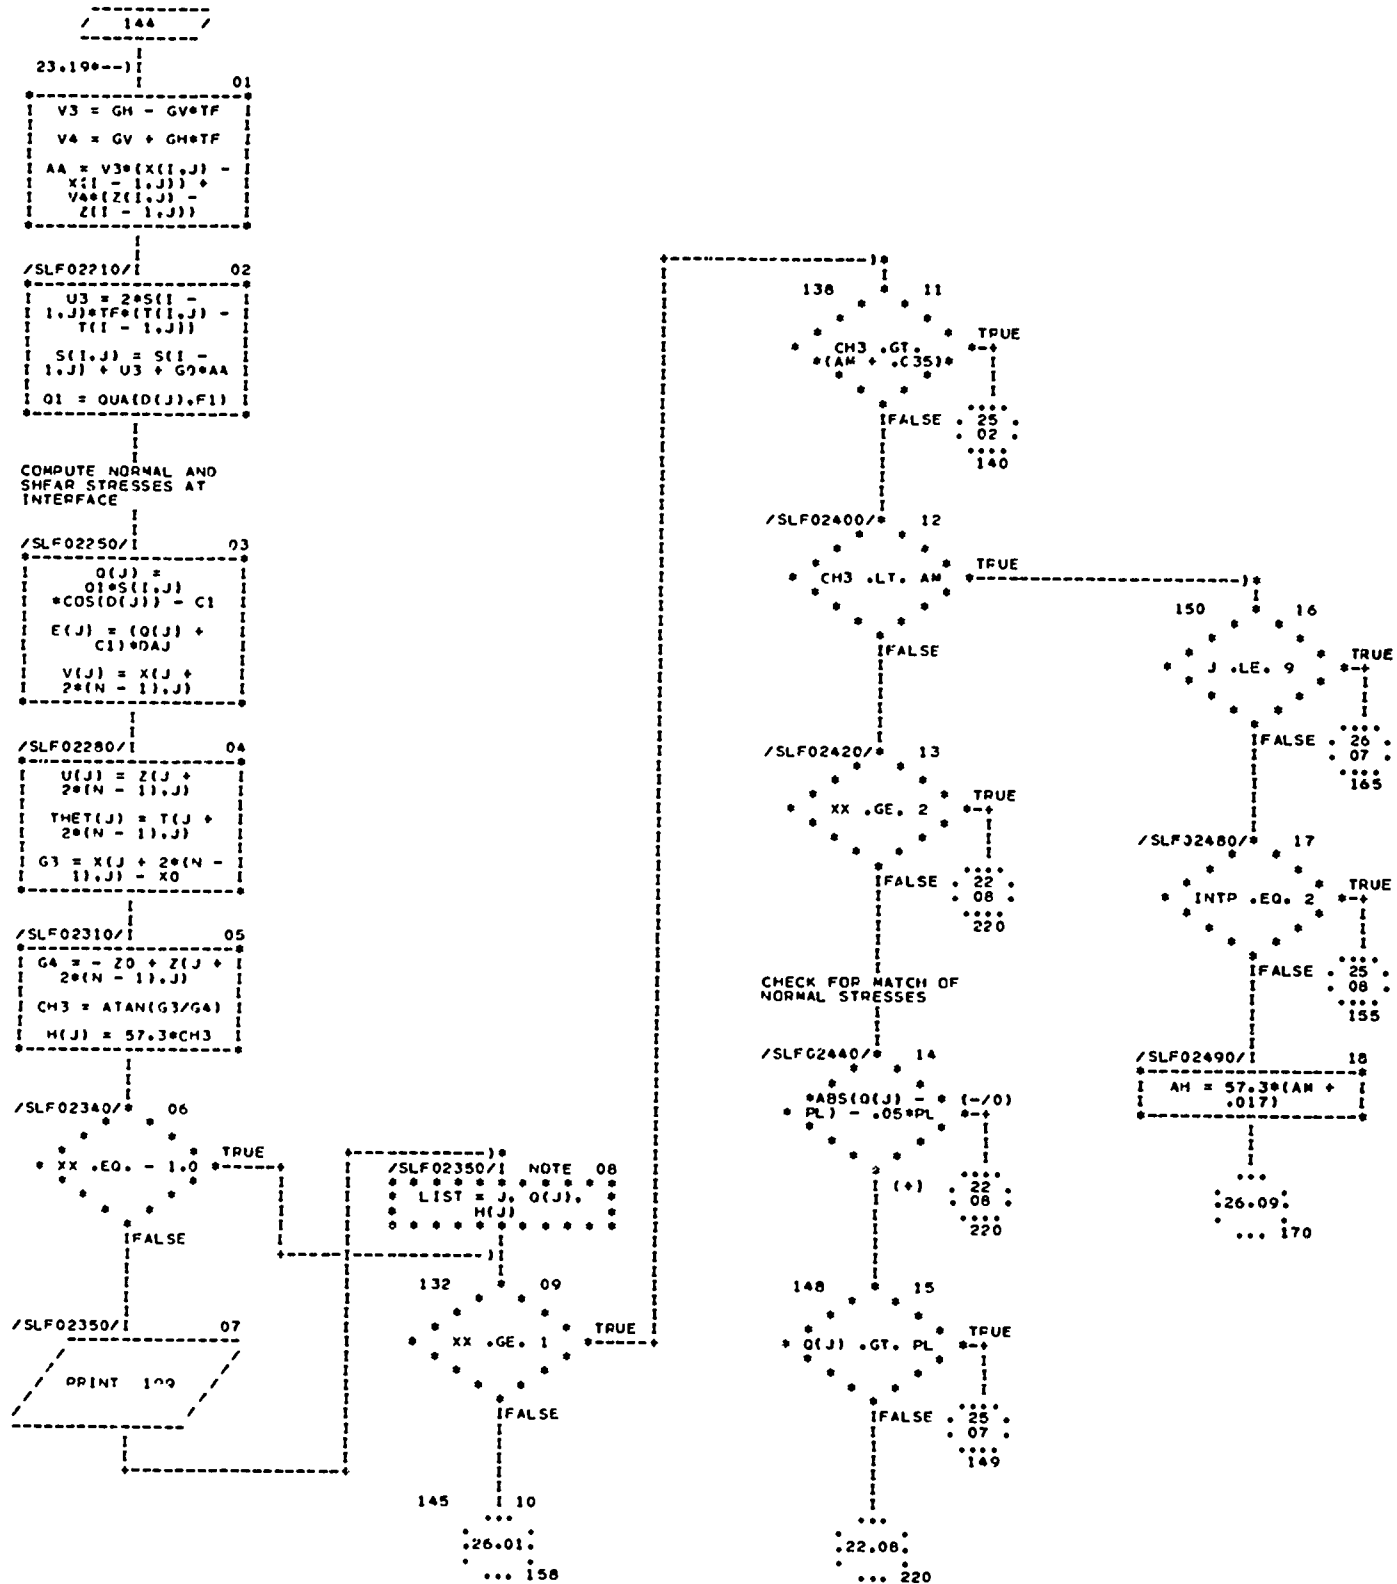 144
23.19*--)I
01
V3 = GH - GV*TF
V4 = GV + GH*TF
AA = V3*(X(I,J) -
X(I - 1,J)) +
V4*(Z(I,J) -
Z(I - 1,J))
/SLF02210/I 02
U3 = 2*S(I -
1,J)*TF*(T(I,J) -
T(I - 1,J))
S(I,J) = S(I -
1,J) + U3 + GO*AA
Q1 = QUA(D(J),F1)
COMPUTE NORMAL AND
SHEAR STRESSES AT
INTERFACE
/SLF02250/I 03
Q(J) =
Q1*S(I,J)
*COS(D(J)) - C1
E(J) = (Q(J) +
C1)*DAJ
V(J) = X(J +
2*(N - 1),J)
/SLF02280/I 04
U(J) = Z(J +
2*(N - 1),J)
THET(J) = T(J +
2*(N - 1),J)
G3 = X(J + 2*(N -
1),J) - X0
/SLF02310/I 05
G4 = - Z0 + Z(J +
2*(N - 1),J)
CH3 = ATAN(G3/G4)
H(J) = 57.3*CH3
/SLF02340/* 06
XX .EQ. - 1.0
TRUE
FALSE
/SLF02350/I 07
PRINT 109
/SLF02350/I NOTE 08
LIST = J, Q(J),
H(J)
132 09
XX .GE. 1
TRUE
FALSE
145 10
26.01
158
138 11
CH3 .GT.
*(AM + .C35)*
TRUE
FALSE
25
02
140
/SLF02400/* 12
CH3 .LT. AM
TRUE
FALSE
/SLF02420/* 13
XX .GE. 2
TRUE
FALSE
22
08
220
CHECK FOR MATCH OF
NORMAL STRESSES
/SLF02440/* 14
*ABS(Q(J) -
PL) - .05*PL
(-/0)
(+)
22
08
220
148 15
Q(J) .GT. PL
TRUE
FALSE
25
07
149
22.08
220
150 16
J .LE. 9
TRUE
FALSE
26
07
165
/SLF02480/* 17
INTP .EQ. 2
TRUE
FALSE
25
08
155
/SLF02490/I 18
AH = 57.3*(AM +
.017)
26.09
170